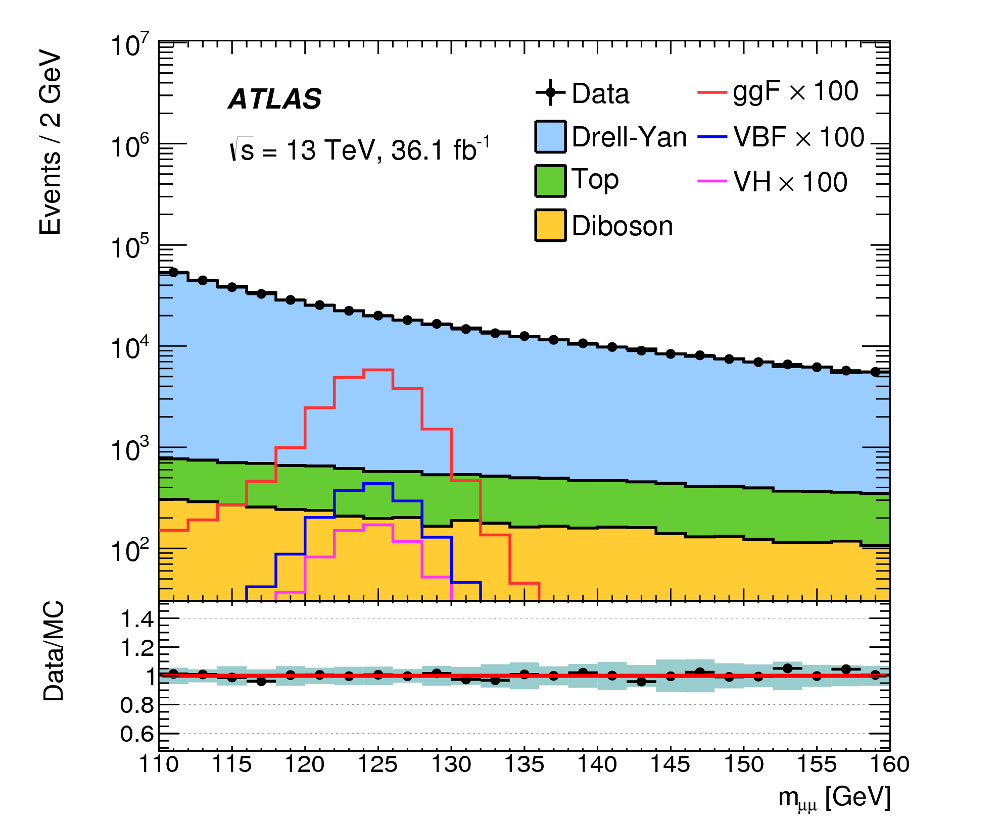 Events / 2 GeV
10⁷
10⁶
10⁵
10⁴
10³
10²
ATLAS
√s = 13 TeV, 36.1 fb⁻¹
Data
Drell-Yan
Top
Diboson
ggF × 100
VBF × 100
VH × 100
Data/MC
1.4
1.2
1
0.8
0.6
110 115 120 125 130 135 140 145 150 155 160
mμμ [GeV]